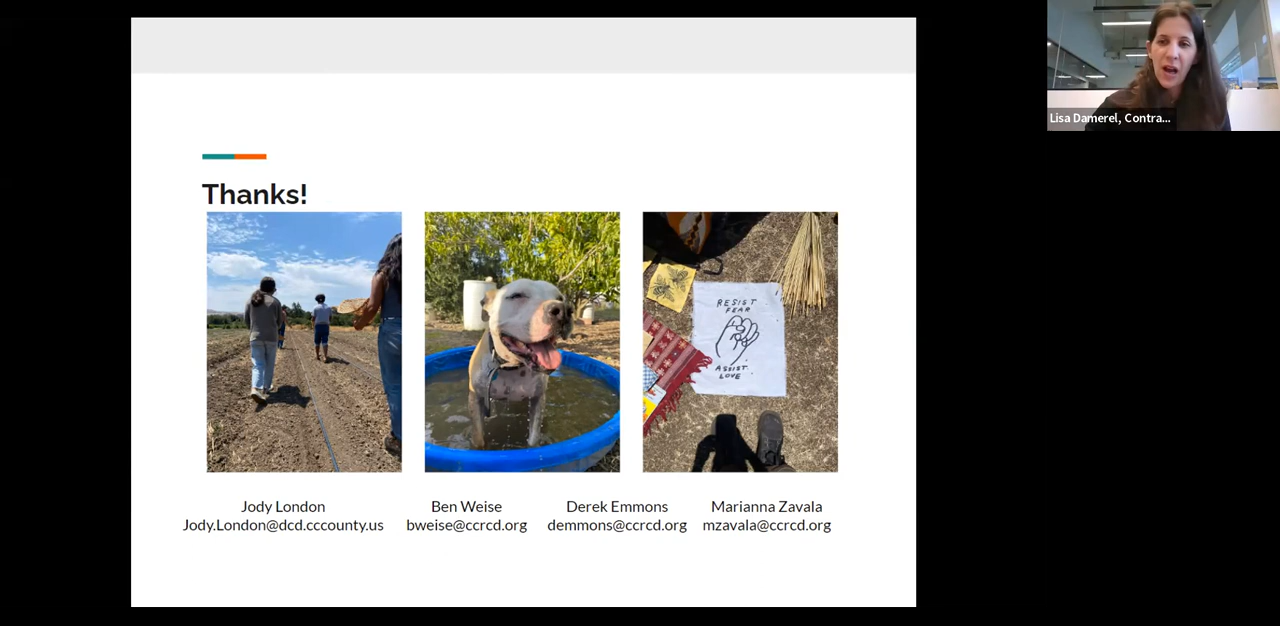 Lisa Damerel, Contra...
Thanks!
RESIST
FEAR
ASSIST
LOVE
Jody London
Jody.London@dcd.cccounty.us
Ben Weise
bweise@ccrcd.org
Derek Emmons
demmons@ccrcd.org
Marianna Zavala
mzavala@ccrcd.org